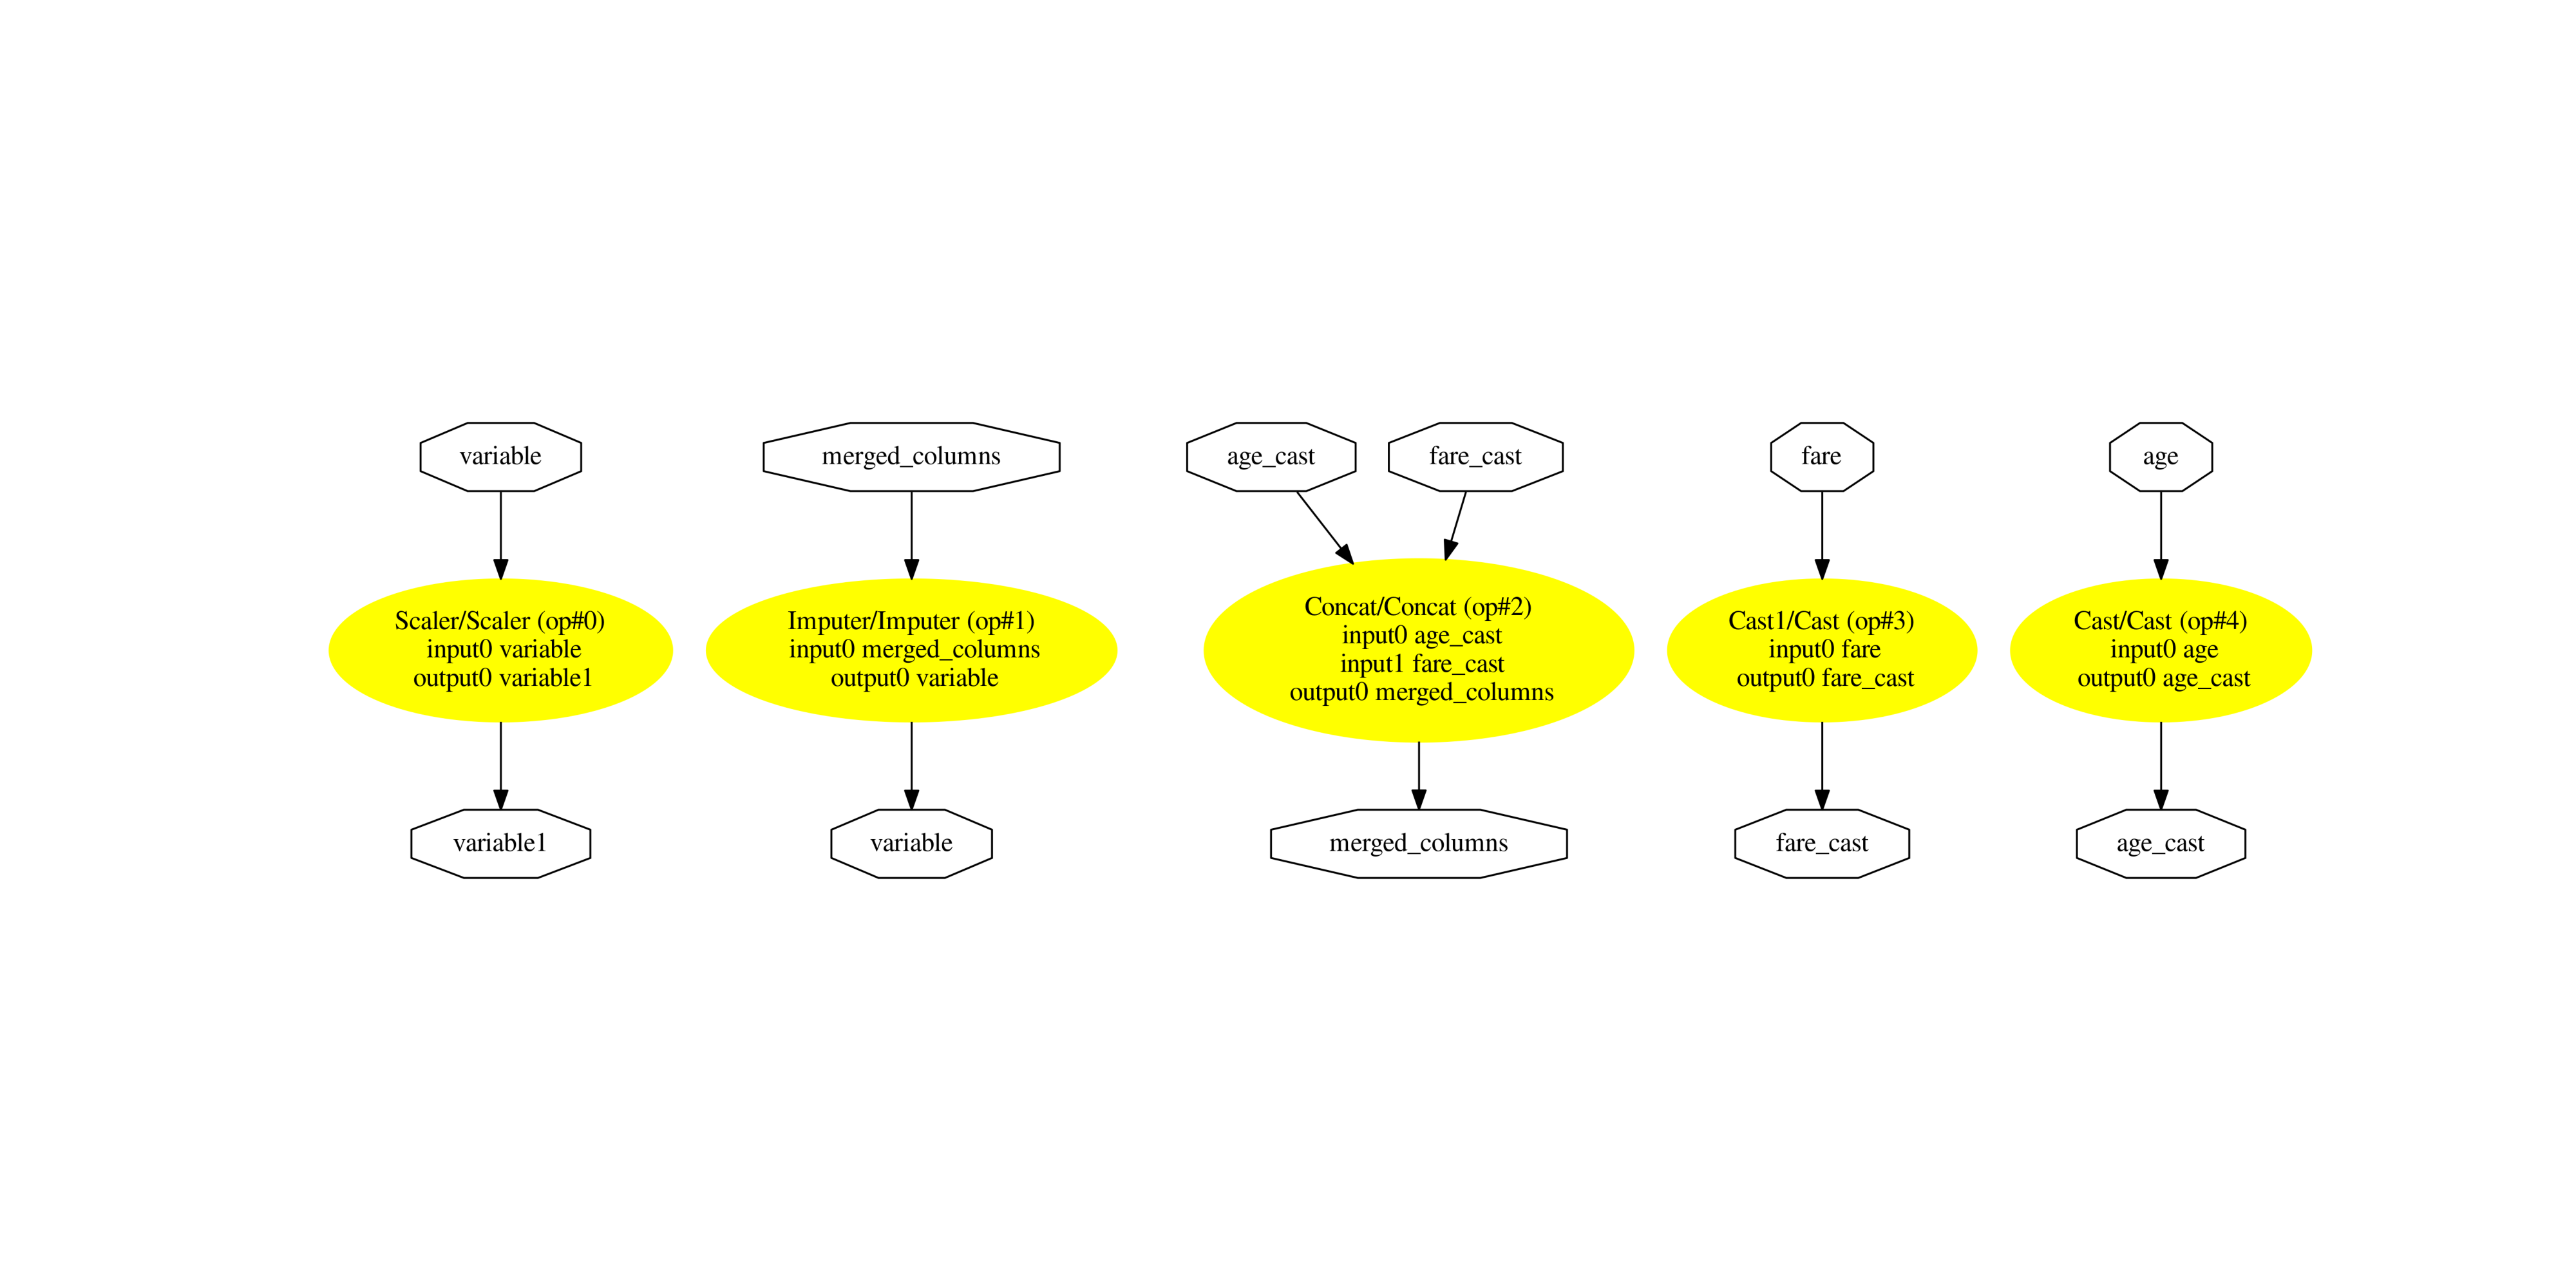 variable
merged_columns
age_cast
fare_cast
fare
age
Scaler/Scaler (op#0)
input0 variable
output0 variable1
Imputer/Imputer (op#1)
input0 merged_columns
output0 variable
Concat/Concat (op#2)
input0 age_cast
input1 fare_cast
output0 merged_columns
Cast1/Cast (op#3)
input0 fare
output0 fare_cast
Cast/Cast (op#4)
input0 age
output0 age_cast
variable1
variable
merged_columns
fare_cast
age_cast